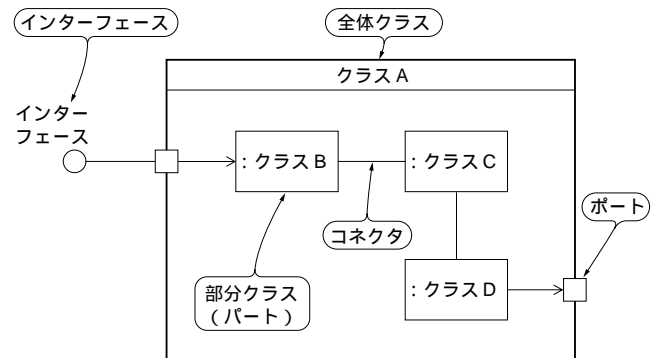 インターフェース
全体クラス
クラスA
インター
フェース
：クラスB
：クラスC
ポート
コネクタ
部分クラス
（パート）
：クラスD